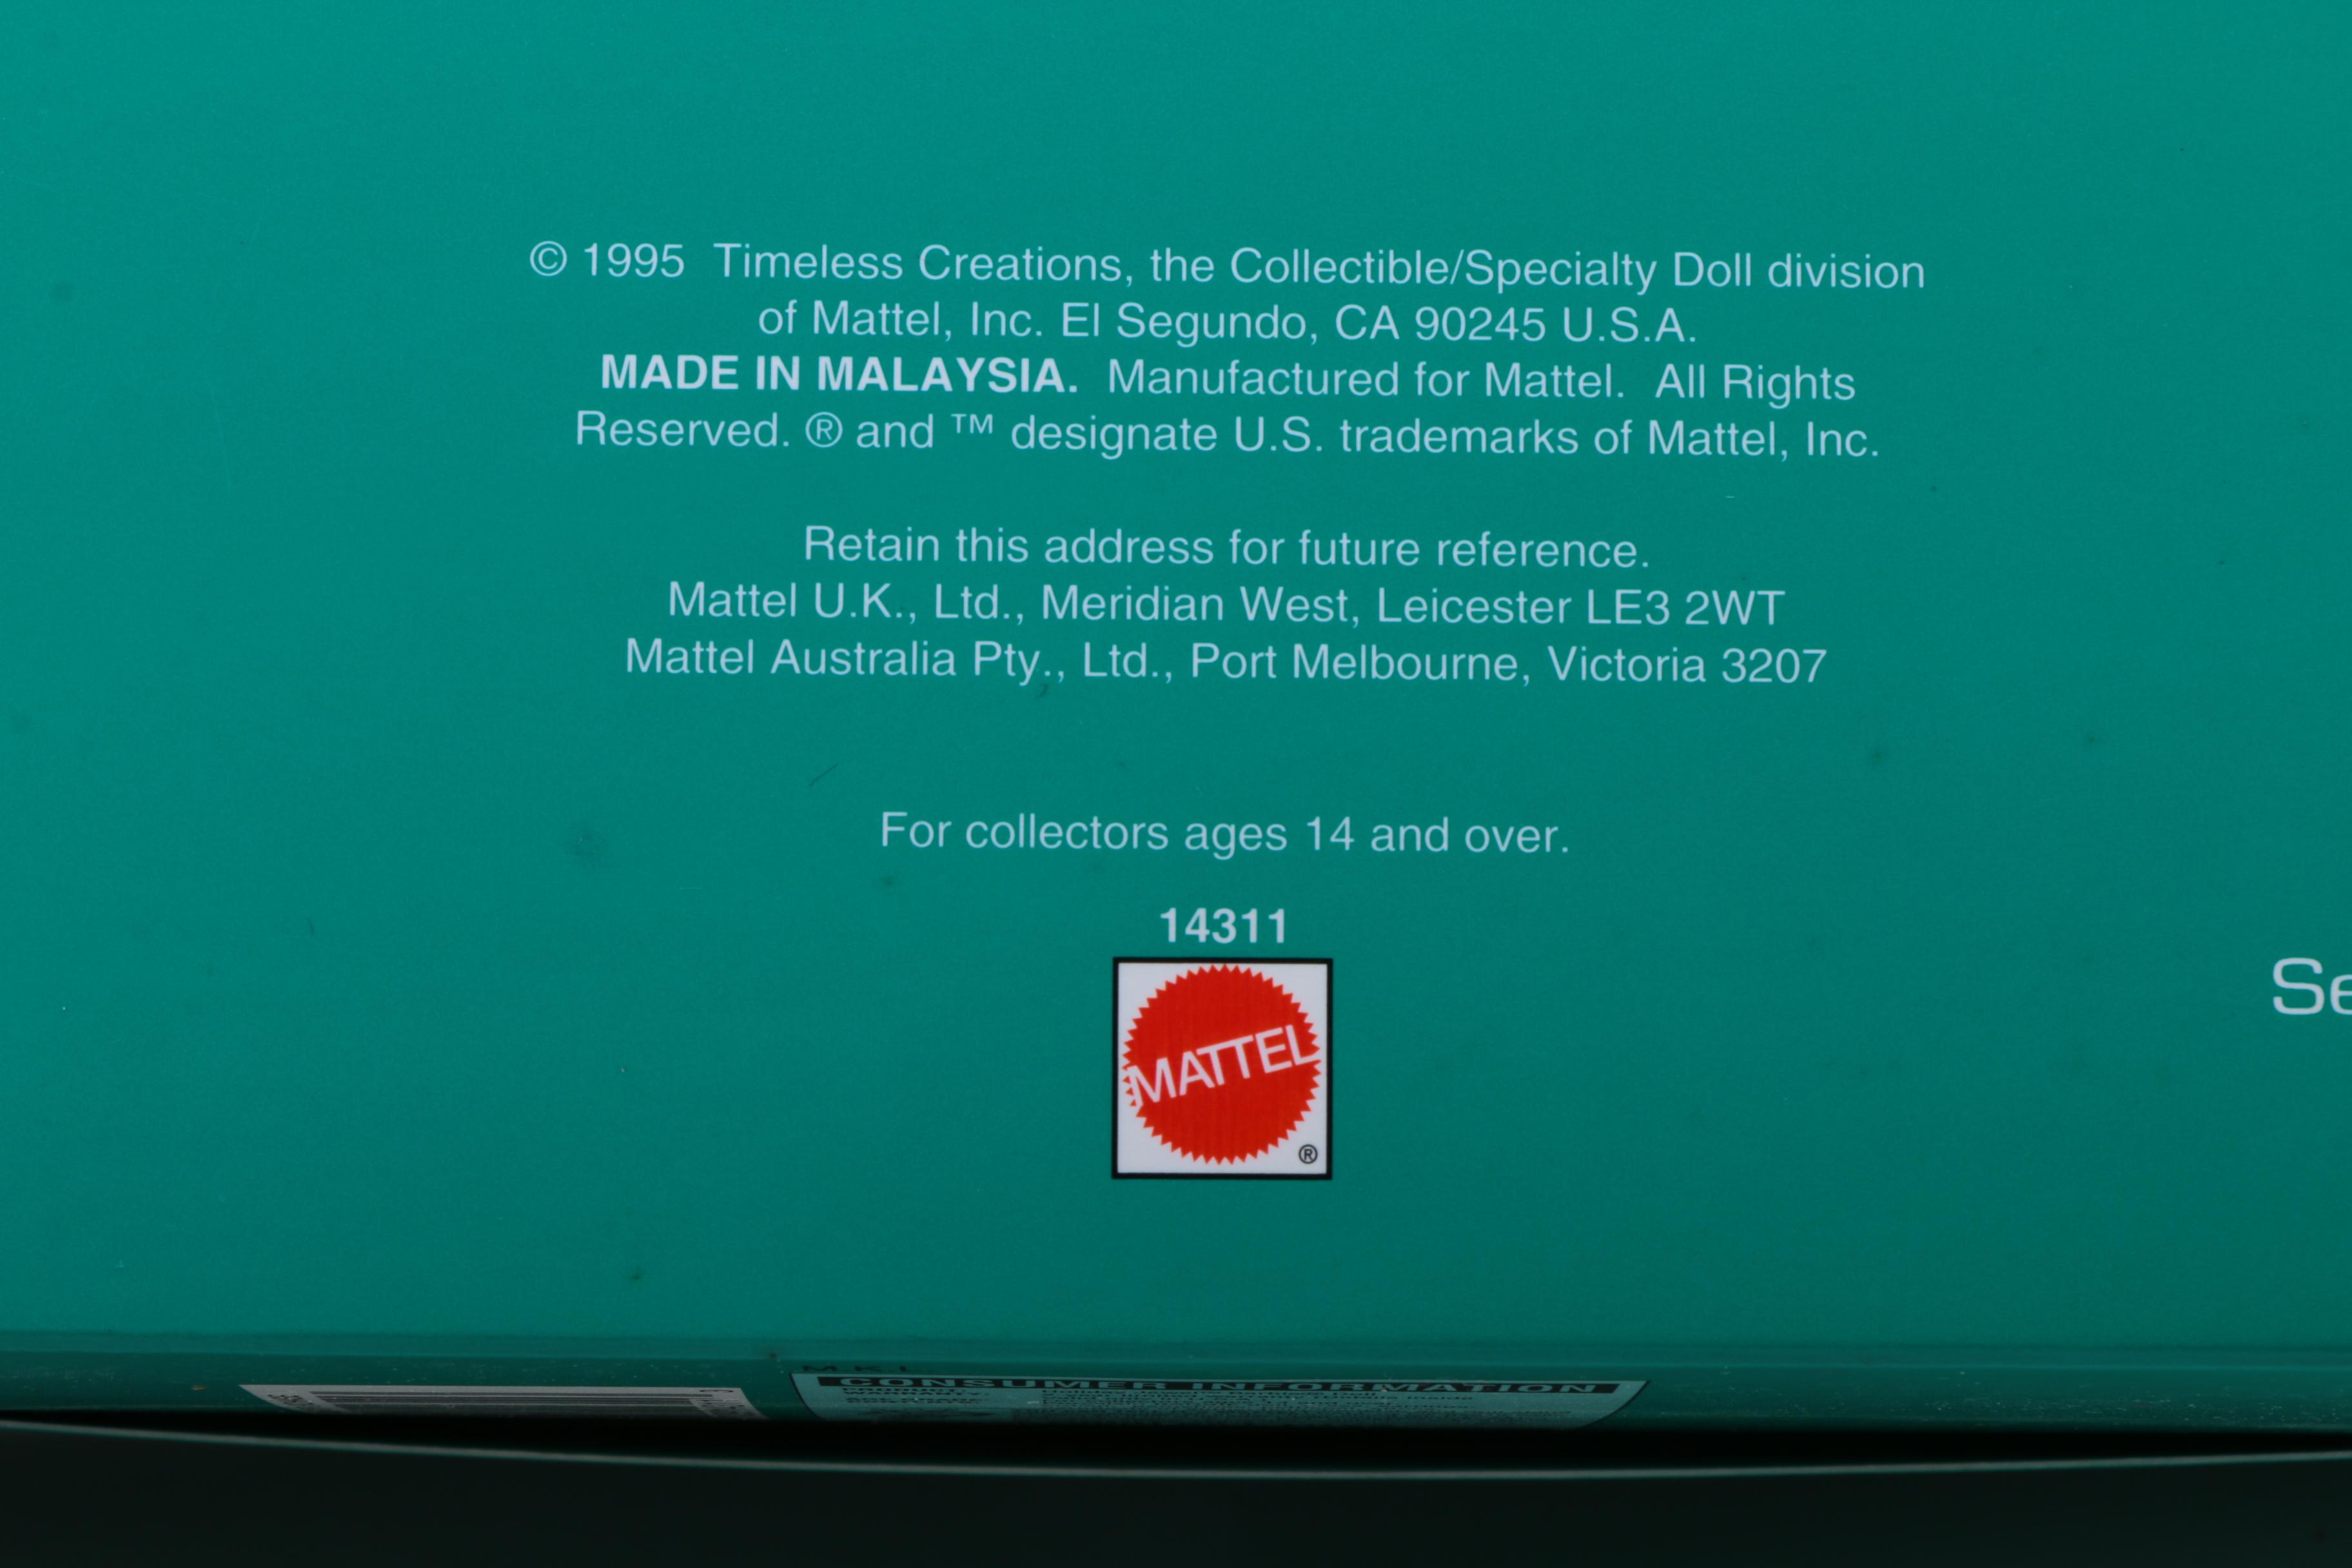 © 1995 Timeless Creations, the Collectible/Specialty Doll division
of Mattel, Inc. El Segundo, CA 90245 U.S.A.
MADE IN MALAYSIA. Manufactured for Mattel. All Rights
Reserved. ® and ™ designate U.S. trademarks of Mattel, Inc.
Retain this address for future reference.
Mattel U.K., Ltd., Meridian West, Leicester LE3 2WT
Mattel Australia Pty., Ltd., Port Melbourne, Victoria 3207
For collectors ages 14 and over.
14311
MATTEL
®
Se
CONSUMER INFORMATION